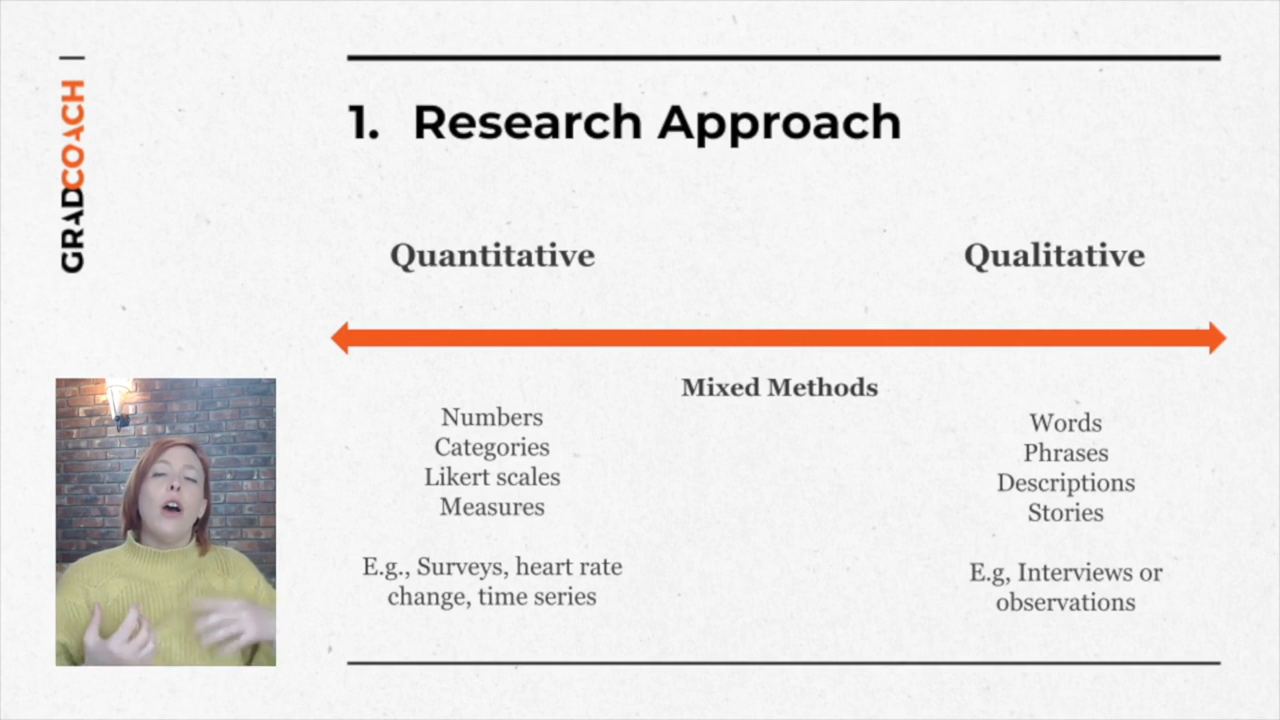 GRADCOACH
1. Research Approach
Quantitative
Qualitative
Mixed Methods
Numbers
Categories
Likert scales
Measures
E.g., Surveys, heart rate
change, time series
Words
Phrases
Descriptions
Stories
E.g, Interviews or
observations